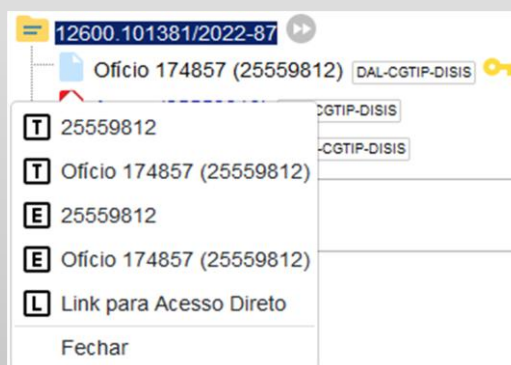 12600.101381/2022-87
Ofício 174857 (25559812) DAL-CGTIP-DISIS
CGTIP-DISIS
-CGTIP-DISIS
T 25559812
T Ofício 174857 (25559812)
E 25559812
E Ofício 174857 (25559812)
L Link para Acesso Direto
Fechar